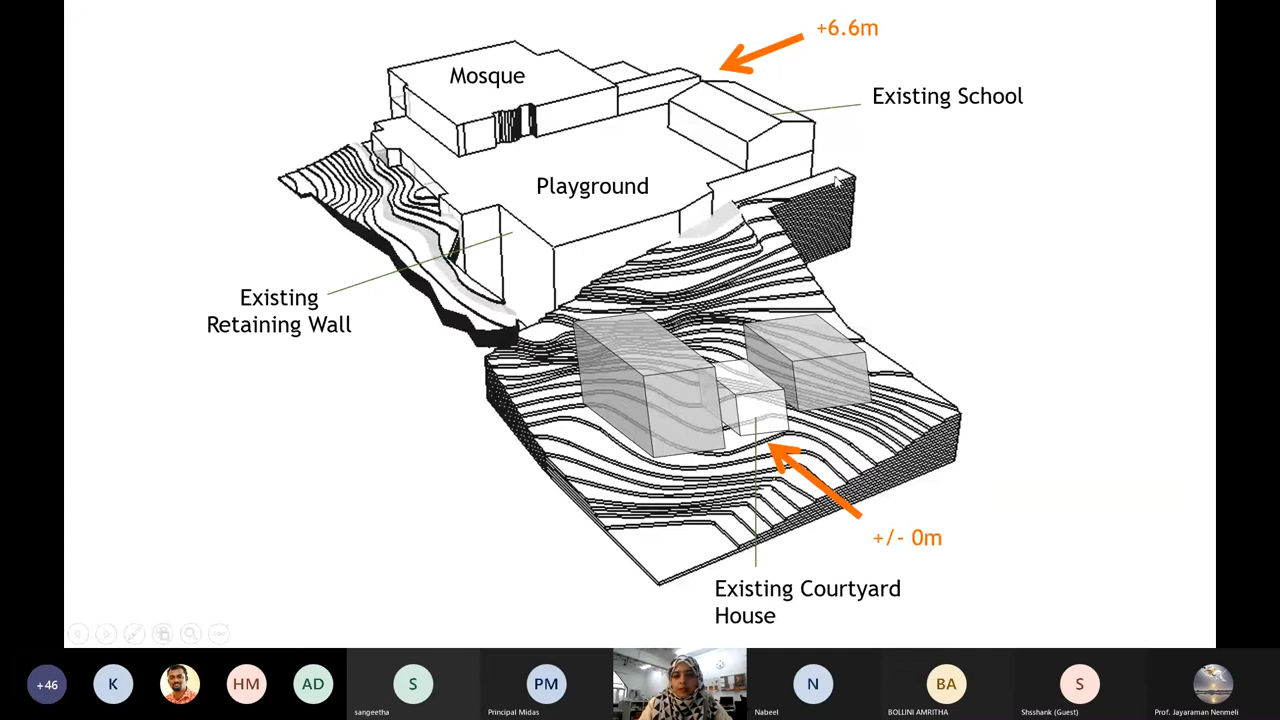 +6.6m
Mosque
Existing School
Playground
Existing
Retaining Wall
+/- 0m
Existing Courtyard
House
+46
K
HM
AD
S
sangeetha
PM
Principal Midas
N
Nabeel
BA
BOLLINI AMRITHA
S
Shsshank (Guest)
Prof. Jayaraman Nenmeli